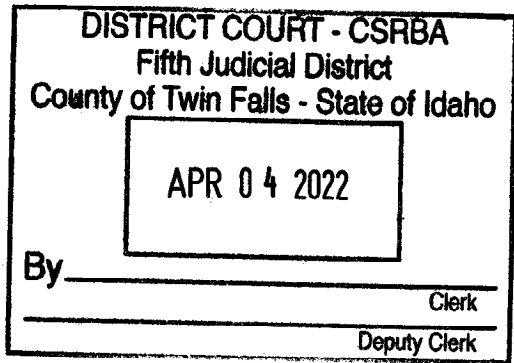 DISTRICT COURT - CSRBA
Fifth Judicial District
County of Twin Falls - State of Idaho
APR 04 2022
By
Clerk
Deputy Clerk